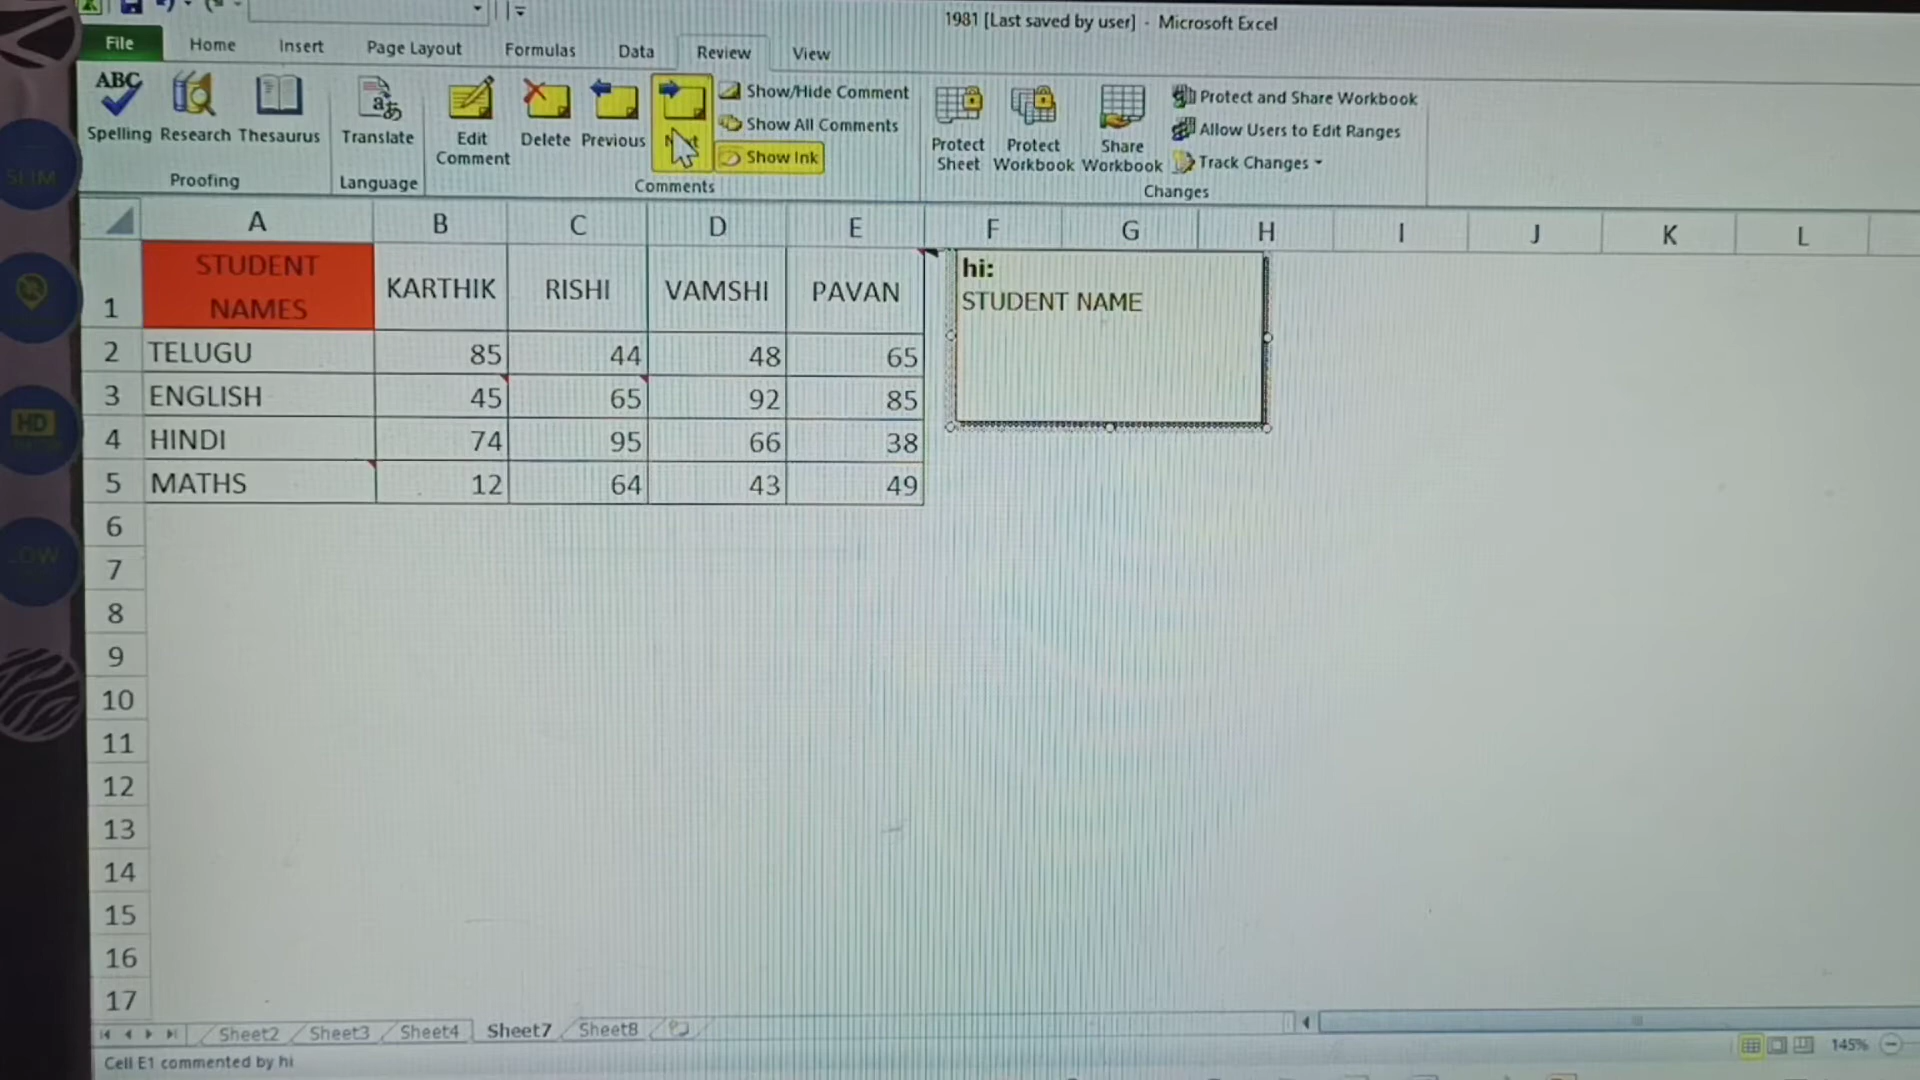 1981 [Last saved by user] - Microsoft Excel
File Home Insert Page Layout Formulas Data Review View
ABC
Spelling Research Thesaurus
Proofing
Translate
Language
Edit Comment
Delete Previous
Show/Hide Comment
Show All Comments
Show Ink
Comments
Protect Sheet
Protect Workbook
Share Workbook
Protect and Share Workbook
Allow Users to Edit Ranges
Track Changes
Changes
A B C D E F G H I J K L
1 STUDENT NAMES KARTHIK RISHI VAMSHI PAVAN
2 TELUGU 85 44 48 65
3 ENGLISH 45 65 92 85
4 HINDI 74 95 66 38
5 MATHS 12 64 43 49
hi:
STUDENT NAME
6
7
8
9
10
11
12
13
14
15
16
17
Sheet2 Sheet3 Sheet4 Sheet7 Sheet8
Cell E1 commented by hi
145%
SLIM
HD
LOW